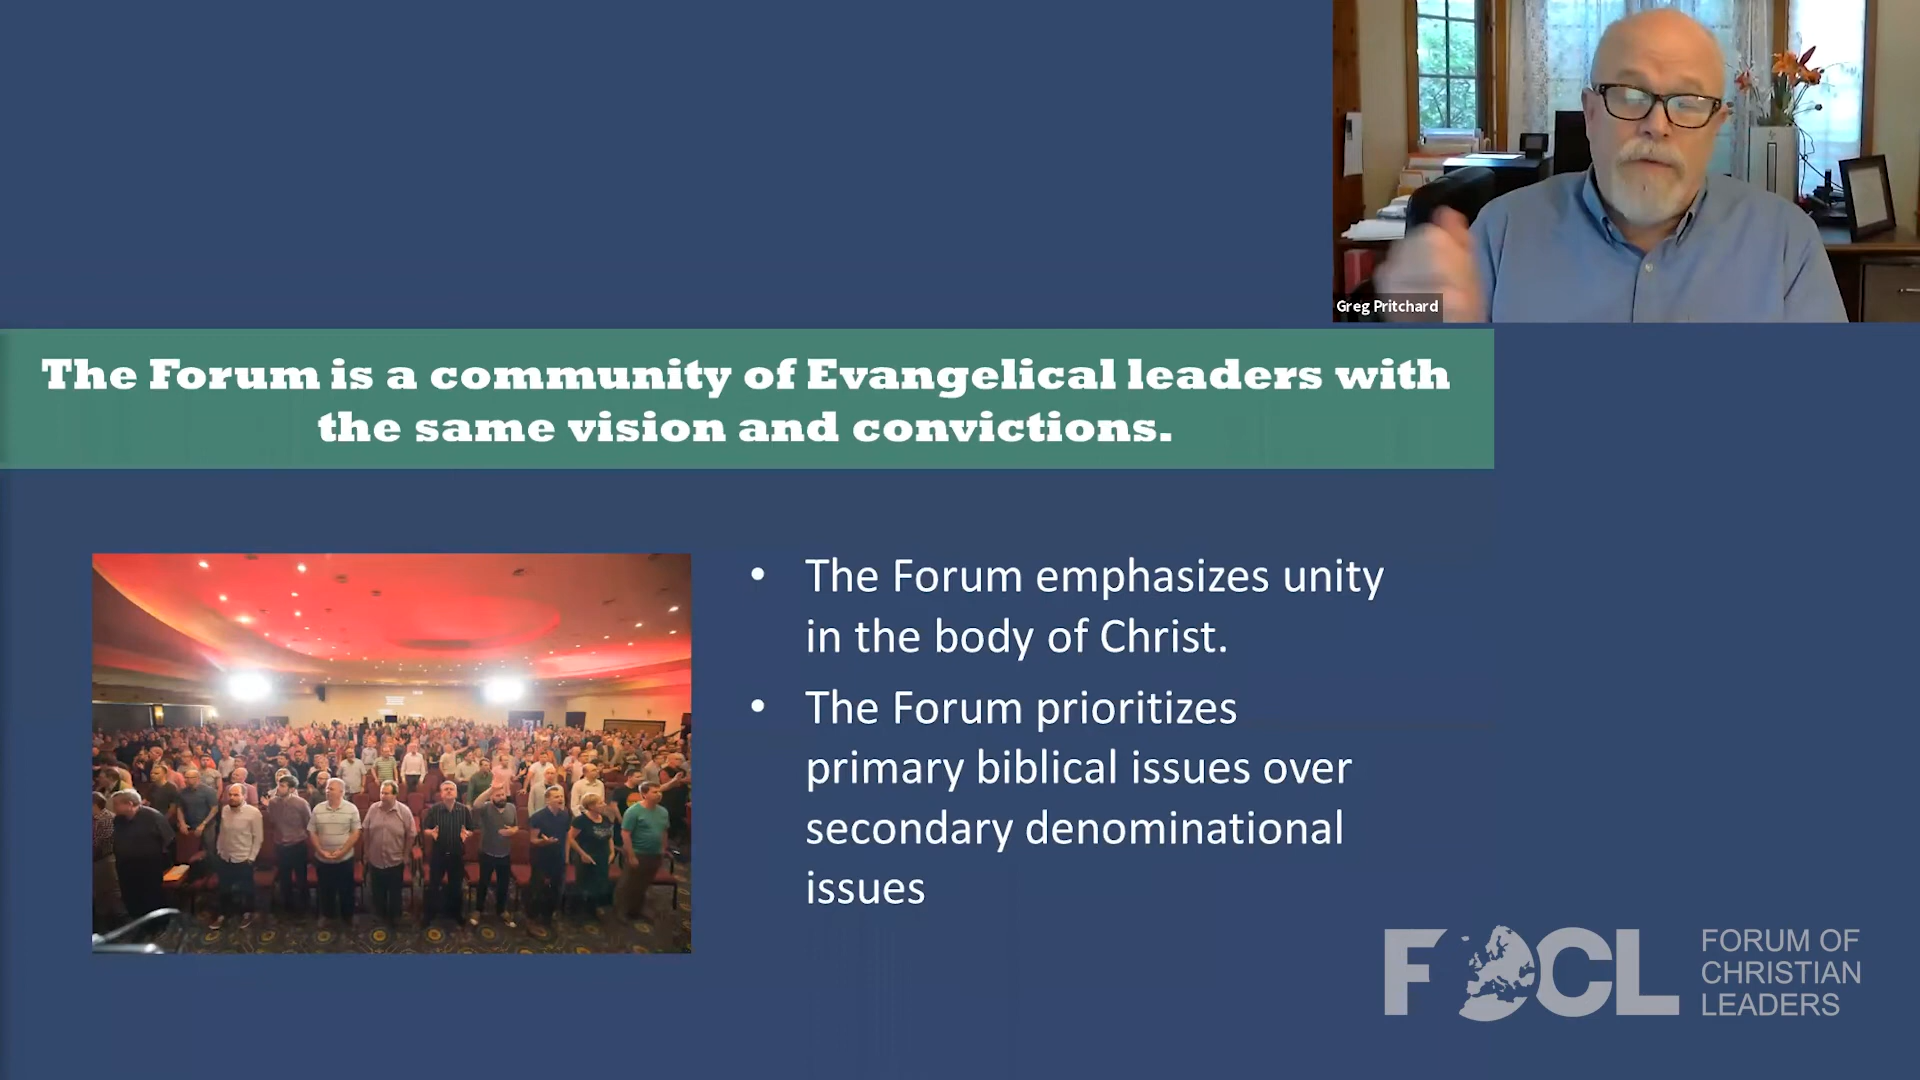 Greg Pritchard
The Forum is a community of Evangelical leaders with
the same vision and convictions.
• The Forum emphasizes unity
in the body of Christ.
• The Forum prioritizes
primary biblical issues over
secondary denominational
issues
FOCL
FORUM OF
CHRISTIAN
LEADERS